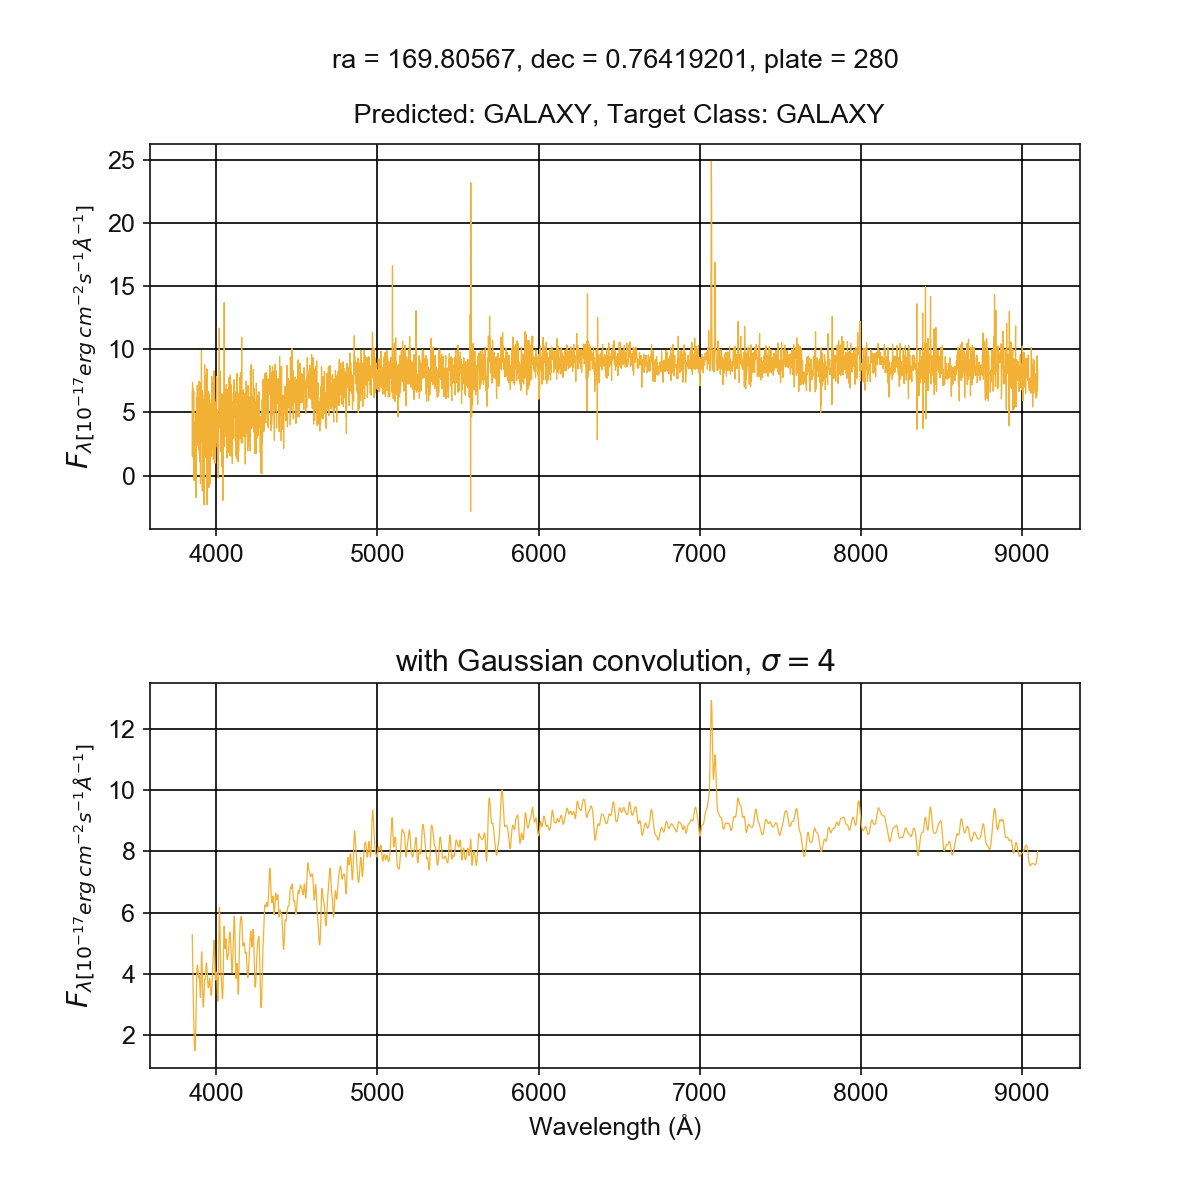 ra = 169.80567, dec = 0.76419201, plate = 280
Predicted: GALAXY, Target Class: GALAXY
25
20
15
10
5
0
F_{λ[10^{−17}erg cm^{−2}s^{−1}Å^{−1}]}
4000 5000 6000 7000 8000 9000
with Gaussian convolution, σ = 4
12
10
8
6
4
2
F_{λ[10^{−17}erg cm^{−2}s^{−1}Å^{−1}]}
4000 5000 6000 7000 8000 9000
Wavelength (Å)